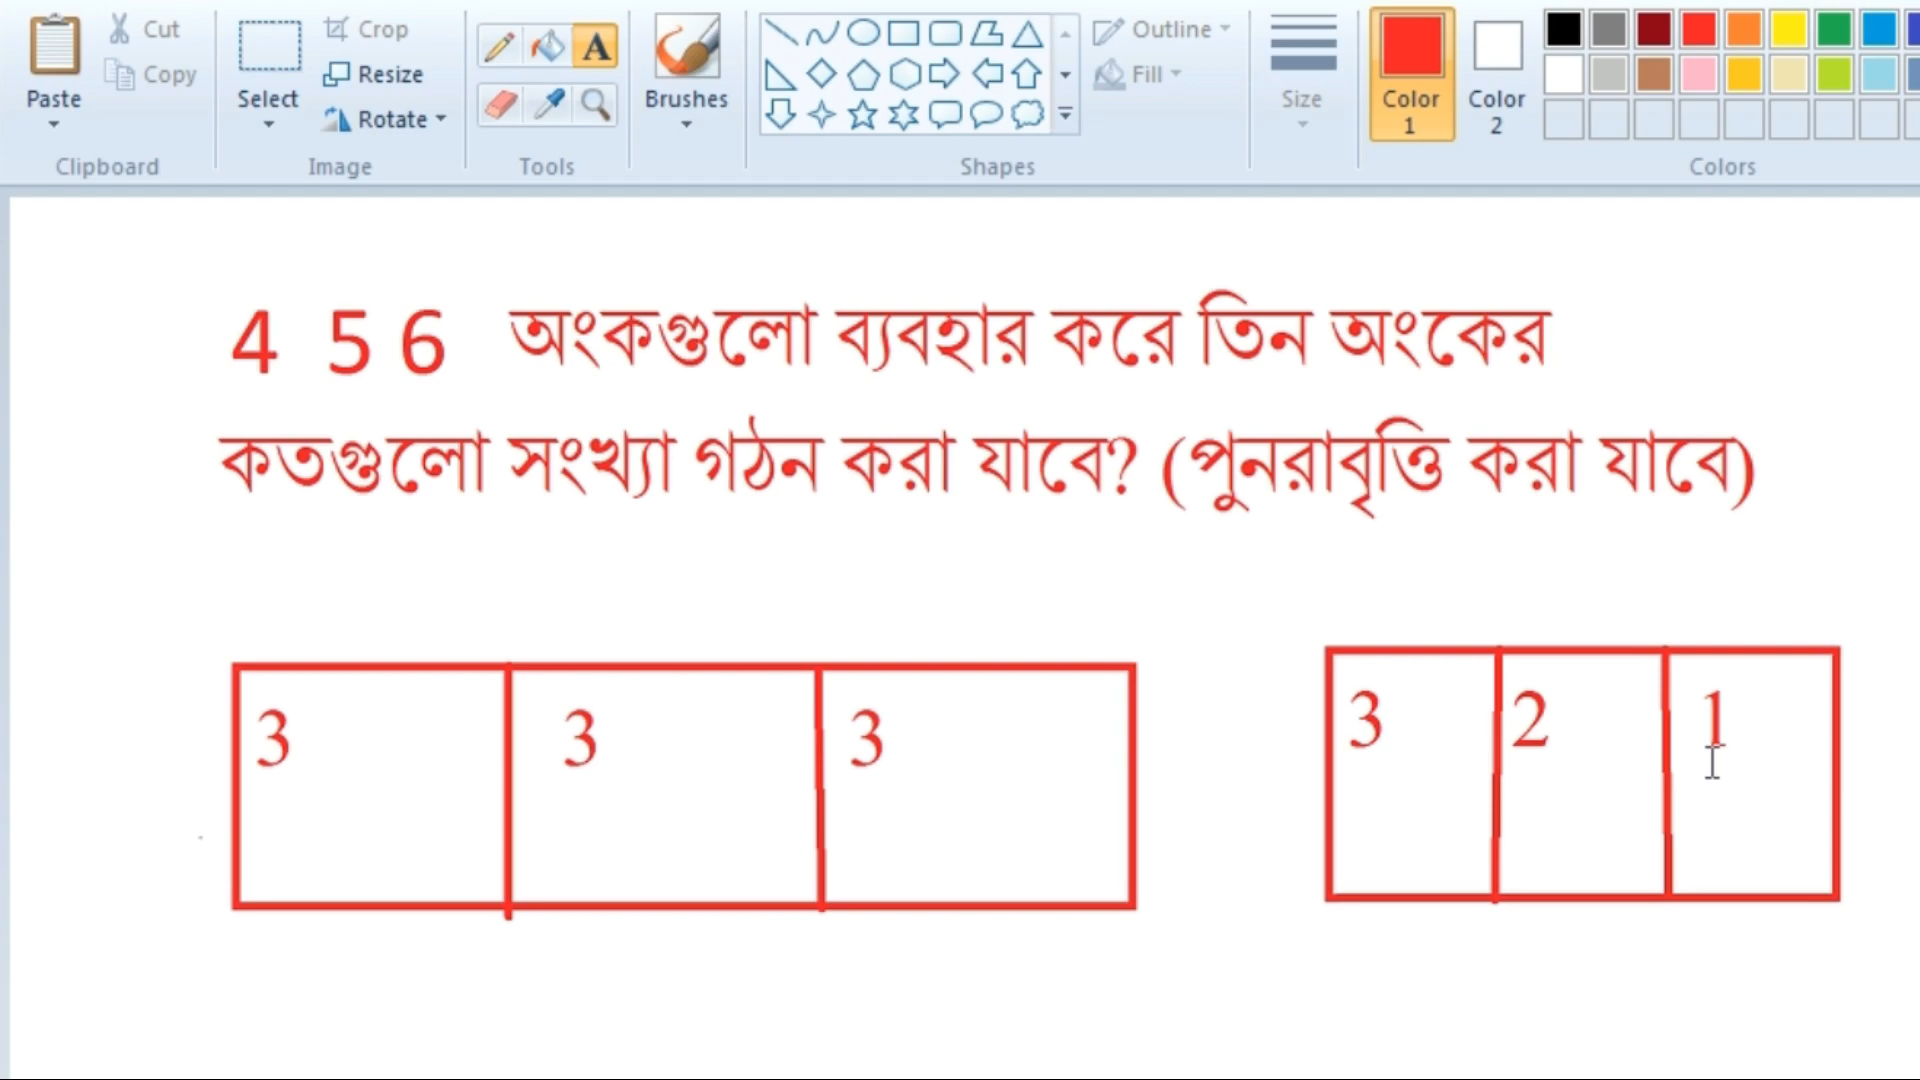 Paste
Cut
Copy
Clipboard
Select
Crop
Resize
Rotate
Image
A
Tools
Brushes
Shapes
Outline
Fill
Size
Color 1
Color 2
Colors
4 5 6 অংকগুলো ব্যবহার করে তিন অংকের
কতগুলো সংখ্যা গঠন করা যাবে? (পুনরাবৃত্তি করা যাবে)
3 3 3
3 2 1